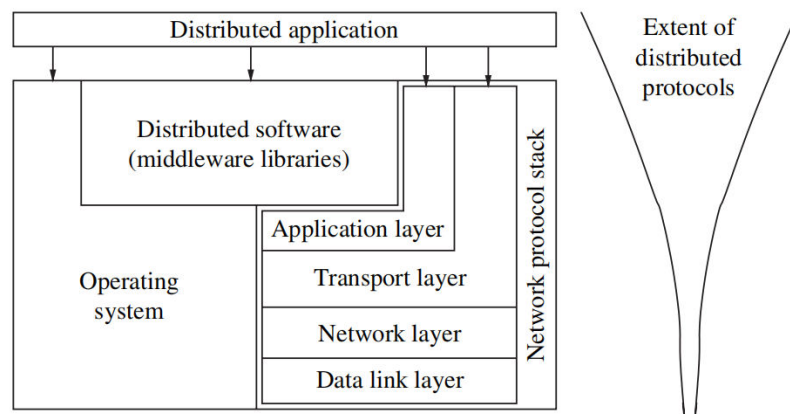 Distributed application
Extent of
distributed
protocols
Distributed software
(middleware libraries)
Network protocol stack
Application layer
Operating
system
Transport layer
Network layer
Data link layer